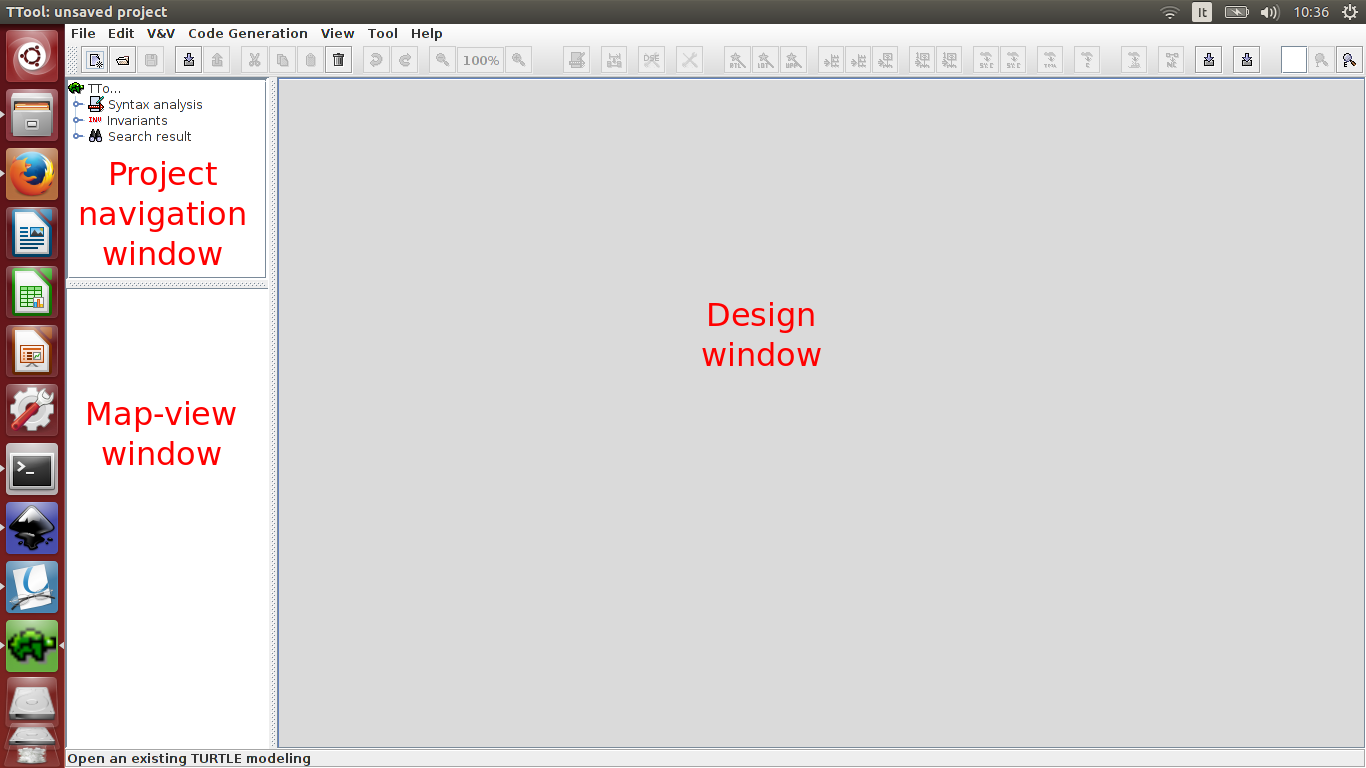 TTool: unsaved project
It 10:36
File Edit V&V Code Generation View Tool Help
100%
TTo...
Syntax analysis
INV Invariants
Search result
Project
navigation
window
Map-view
window
Design
window
Open an existing TURTLE modeling